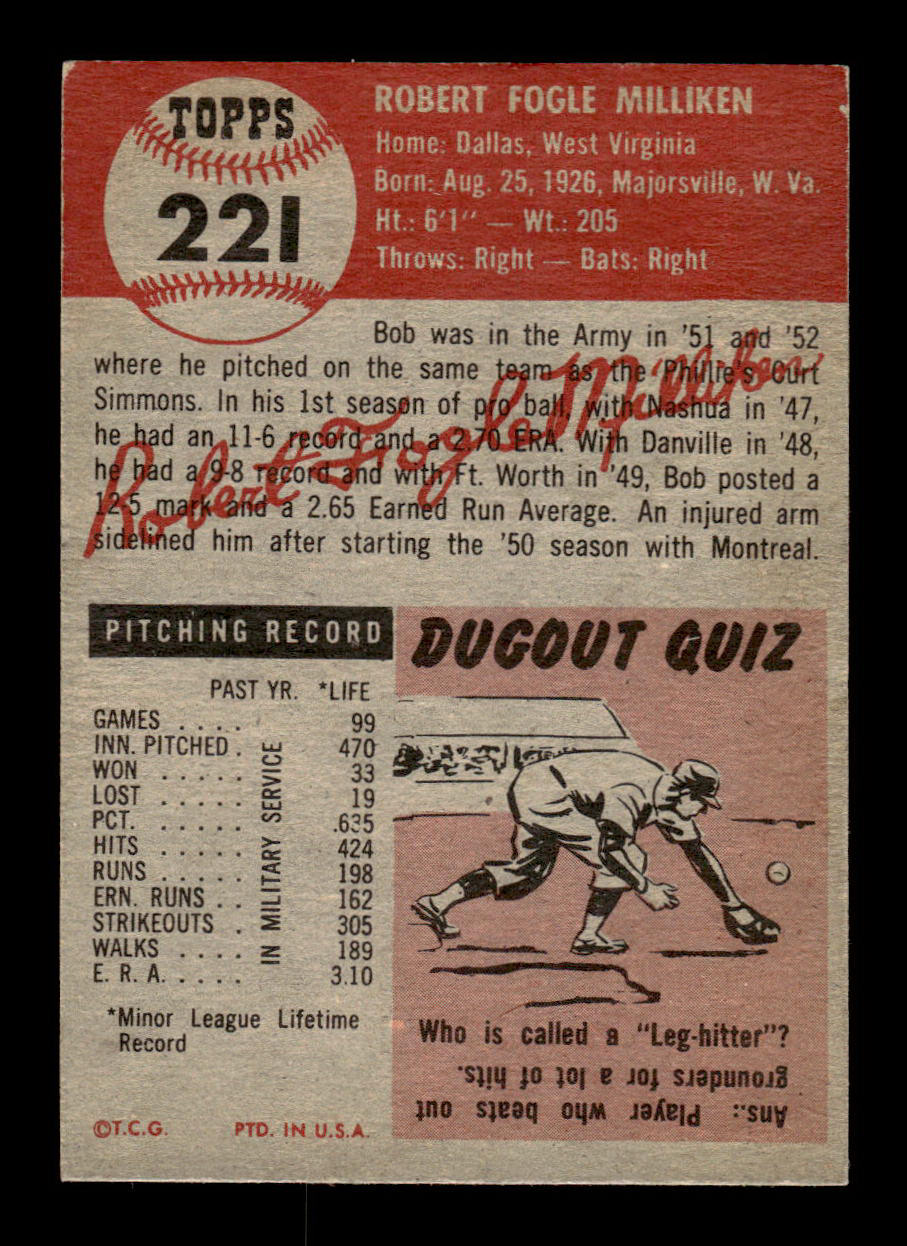 TOPPS
221
ROBERT FOGLE MILLIKEN
Home: Dallas, West Virginia
Born: Aug. 25, 1926, Majorsville, W. Va.
Ht.: 6'1" — Wt.: 205
Throws: Right — Bats: Right
Bob was in the Army in '51 and '52
where he pitched on the same team as the Phillie's Curt
Simmons. In his 1st season of pro ball, with Nashua in '47,
he had an 11-6 record and a 2.70 ERA. With Danville in '48,
he had a 9-8 record and with Ft. Worth in '49, Bob posted a
12-5 mark and a 2.65 Earned Run Average. An injured arm
sidelined him after starting the '50 season with Montreal.
Robert Fogle Milliken
PITCHING RECORD
PAST YR. *LIFE
GAMES . . . . 99
INN. PITCHED . 470
WON . . . . . 33
LOST . . . . . 19
PCT. . . . . . .635
HITS . . . . . 424
RUNS . . . . . 198
ERN. RUNS . . 162
STRIKEOUTS . 305
WALKS . . . . 189
E. R. A. . . . . 3.10
IN MILITARY SERVICE
*Minor League Lifetime
Record
©T.C.G. PTD. IN U.S.A.
DUGOUT QUIZ
Who is called a "Leg-hitter"?
Ans.: Player who beats out
grounders for a lot of hits.